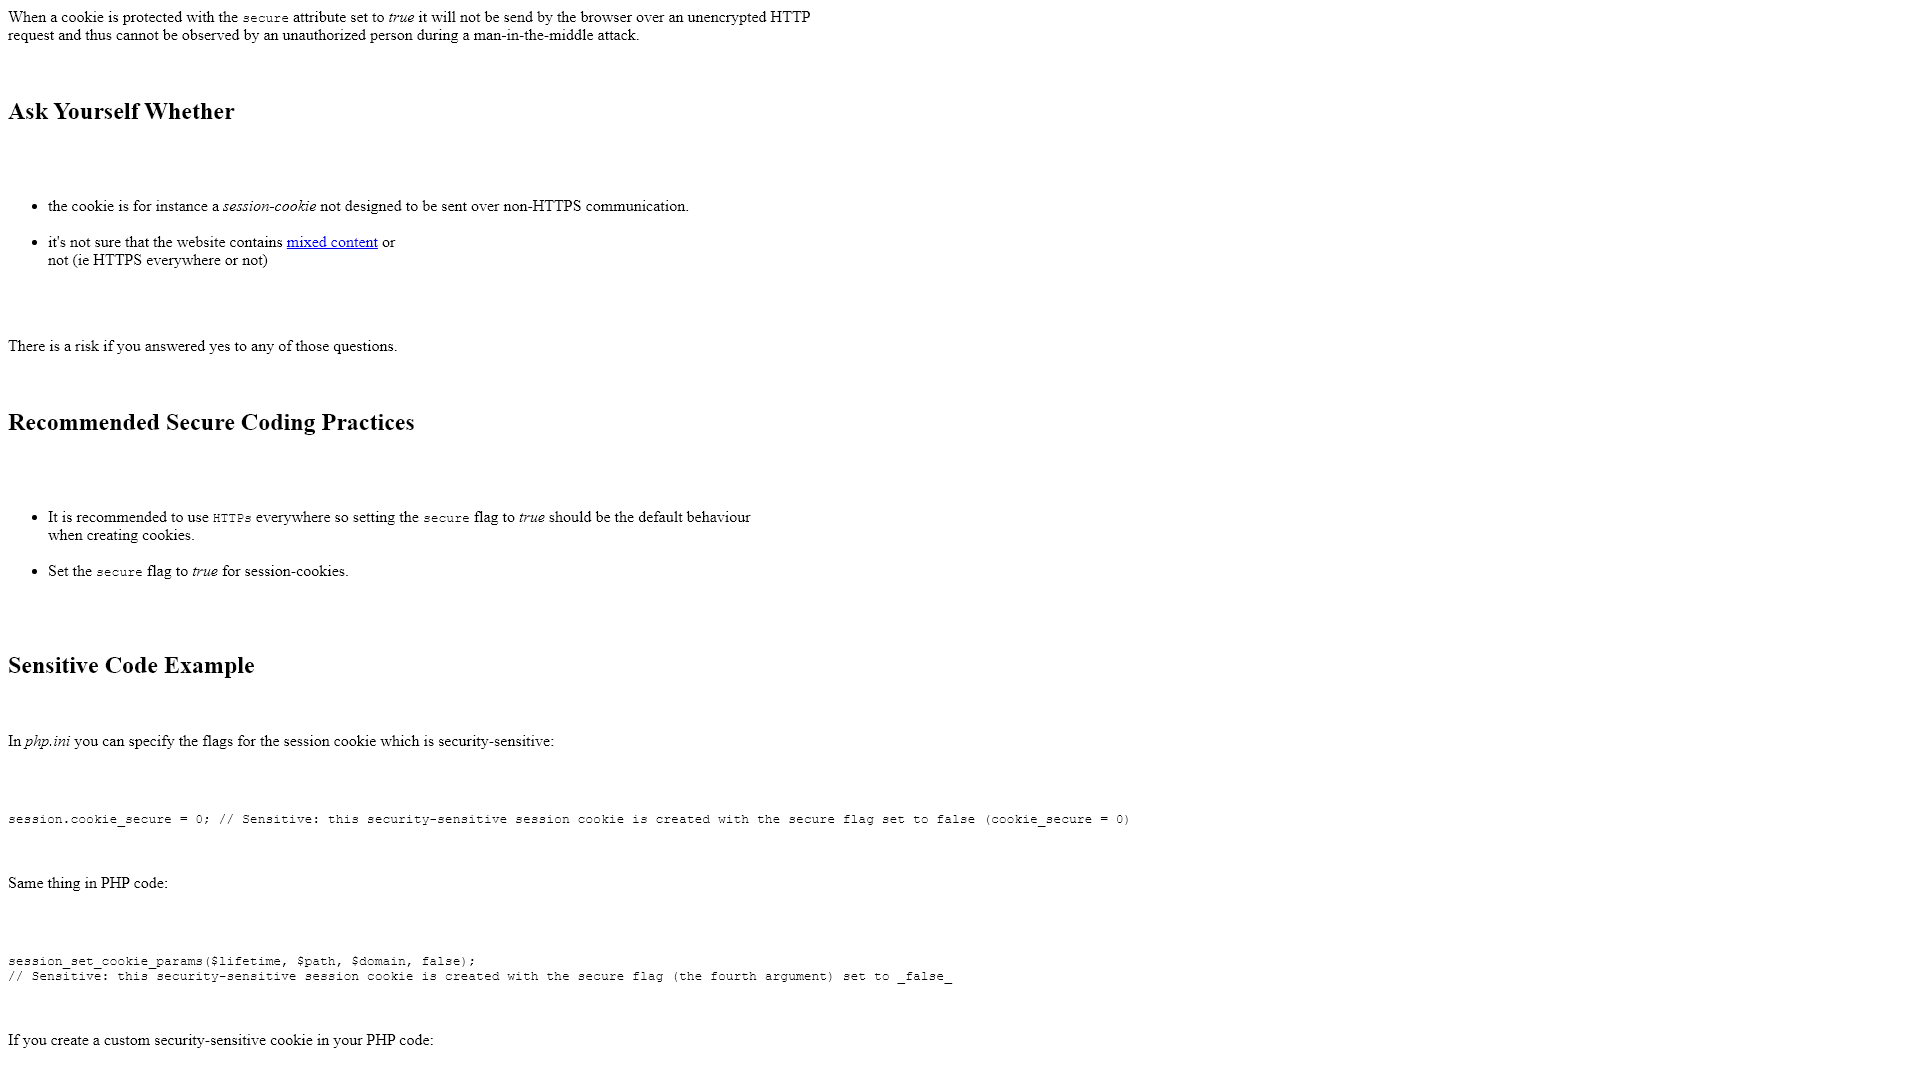 When a cookie is protected with the secure attribute set to true it will not be send by the browser over an unencrypted HTTP
request and thus cannot be observed by an unauthorized person during a man-in-the-middle attack.
Ask Yourself Whether
the cookie is for instance a session-cookie not designed to be sent over non-HTTPS communication.
it's not sure that the website contains mixed content or
not (ie HTTPS everywhere or not)
There is a risk if you answered yes to any of those questions.
Recommended Secure Coding Practices
It is recommended to use HTTPs everywhere so setting the secure flag to true should be the default behaviour
when creating cookies.
Set the secure flag to true for session-cookies.
Sensitive Code Example
In php.ini you can specify the flags for the session cookie which is security-sensitive:
session.cookie_secure = 0; // Sensitive: this security-sensitive session cookie is created with the secure flag set to false (cookie_secure = 0)
Same thing in PHP code:
session_set_cookie_params($lifetime, $path, $domain, false);
// Sensitive: this security-sensitive session cookie is created with the secure flag (the fourth argument) set to _false_
If you create a custom security-sensitive cookie in your PHP code: